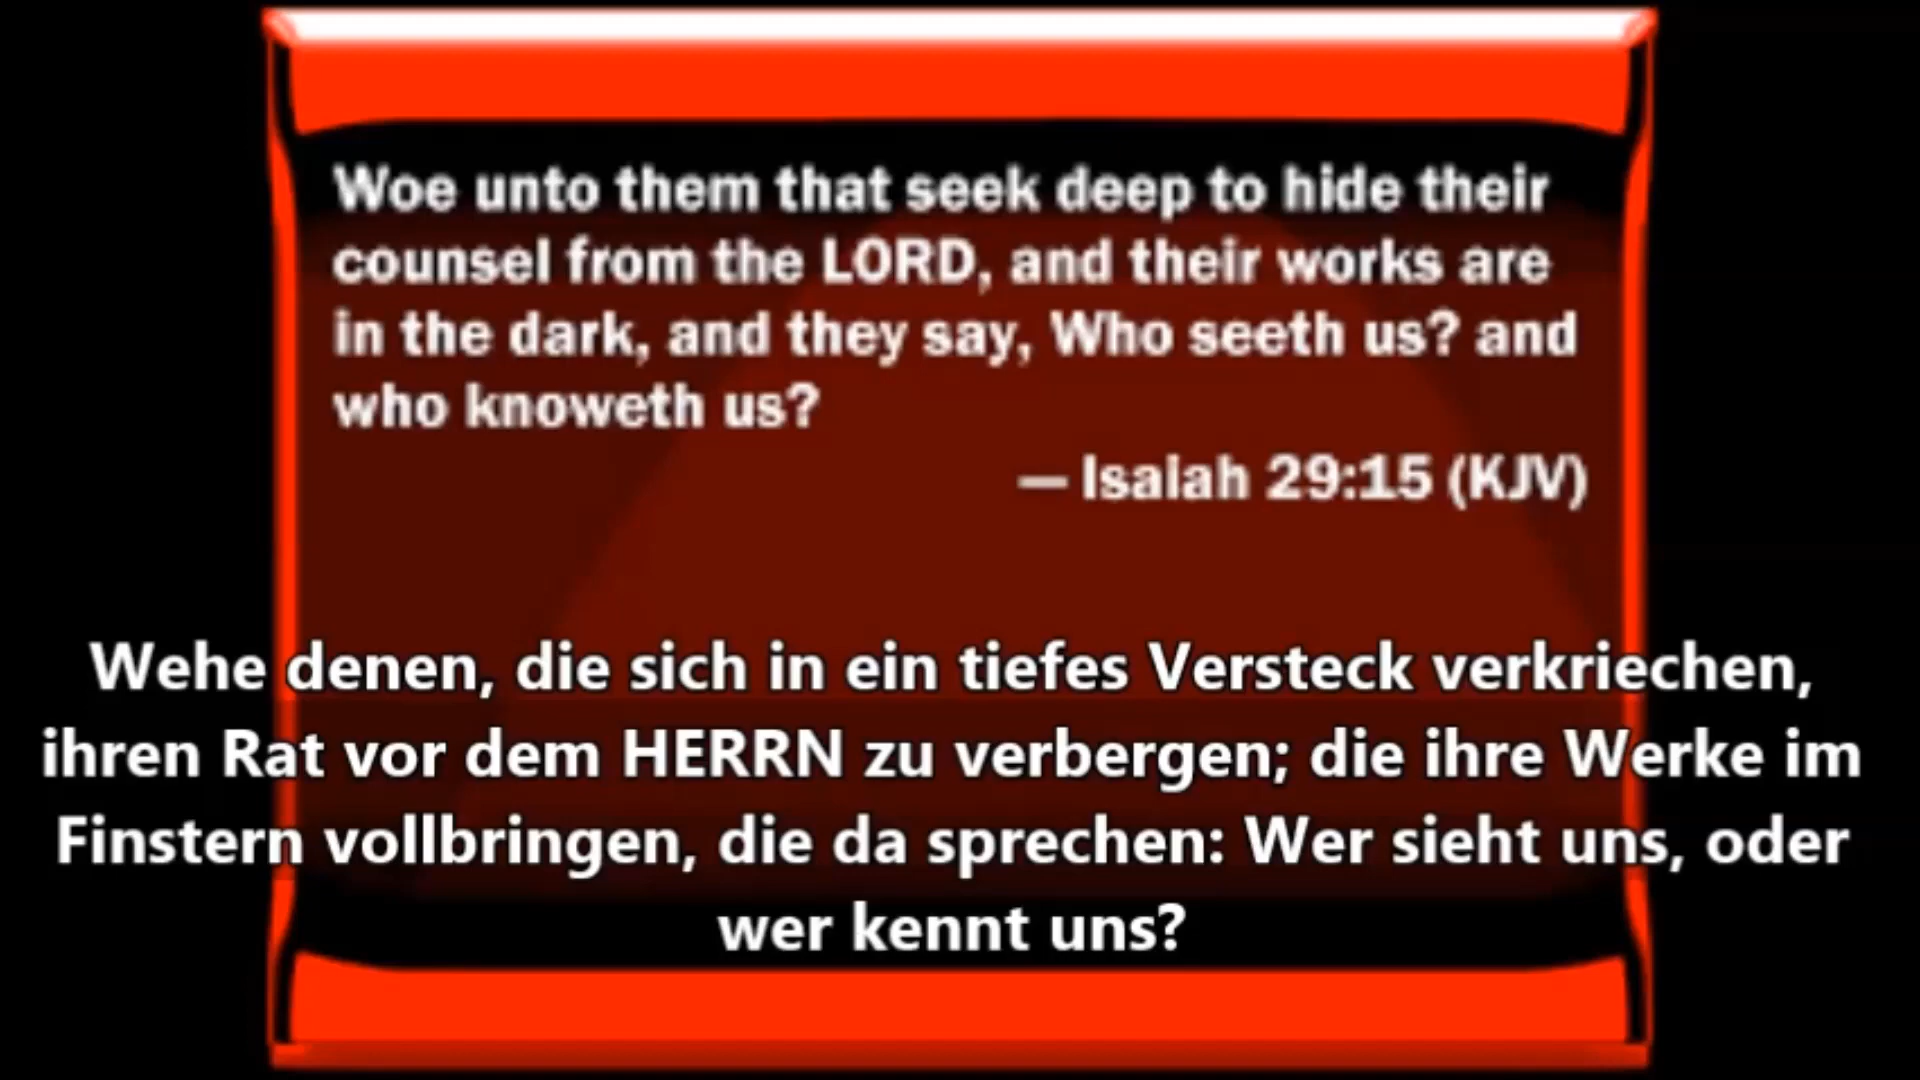 Woe unto them that seek deep to hide their
counsel from the LORD, and their works are
in the dark, and they say, Who seeth us? and
who knoweth us?
— Isaiah 29:15 (KJV)
Wehe denen, die sich in ein tiefes Versteck verkriechen,
ihren Rat vor dem HERRN zu verbergen; die ihre Werke im
Finstern vollbringen, die da sprechen: Wer sieht uns, oder
wer kennt uns?